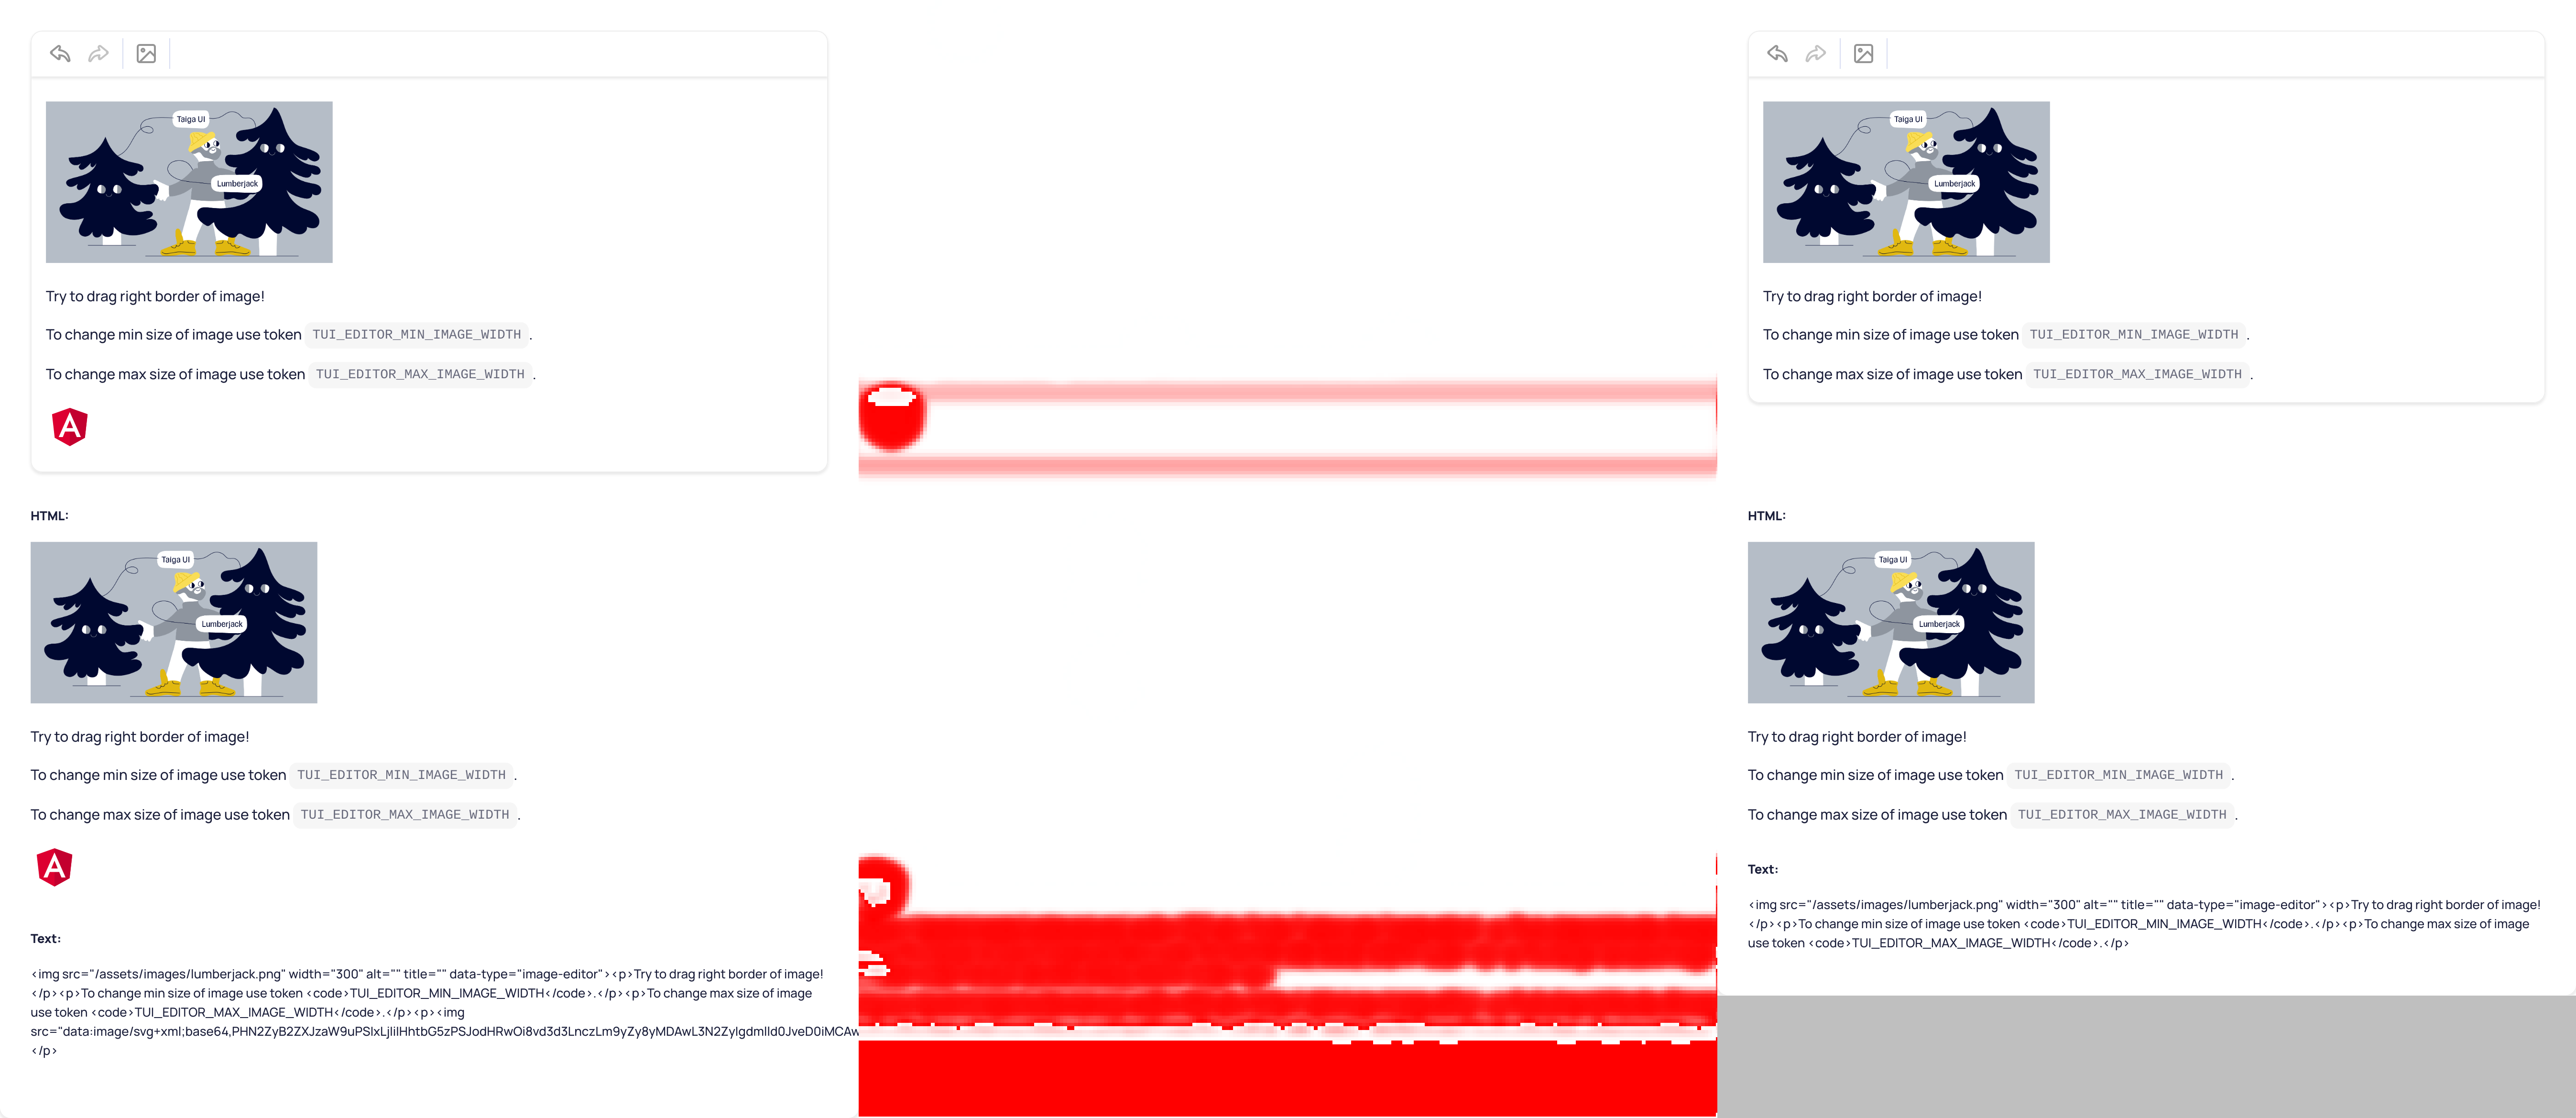 Taiga UI
Lumberjack
Try to drag right border of image!
To change min size of image use token TUI_EDITOR_MIN_IMAGE_WIDTH.
To change max size of image use token TUI_EDITOR_MAX_IMAGE_WIDTH.
A
HTML:
Taiga UI
Lumberjack
Try to drag right border of image!
To change min size of image use token TUI_EDITOR_MIN_IMAGE_WIDTH.
To change max size of image use token TUI_EDITOR_MAX_IMAGE_WIDTH.
A
Text:
<img src="/assets/images/lumberjack.png" width="300" alt="" title="" data-type="image-editor"><p>Try to drag right border of image!
</p><p>To change min size of image use token <code>TUI_EDITOR_MIN_IMAGE_WIDTH</code>.</p><p>To change max size of image
use token <code>TUI_EDITOR_MAX_IMAGE_WIDTH</code>.</p><p><img
</p>
Taiga UI
Lumberjack
Try to drag right border of image!
To change min size of image use token TUI_EDITOR_MIN_IMAGE_WIDTH.
To change max size of image use token TUI_EDITOR_MAX_IMAGE_WIDTH.
HTML:
Taiga UI
Lumberjack
Try to drag right border of image!
To change min size of image use token TUI_EDITOR_MIN_IMAGE_WIDTH.
To change max size of image use token TUI_EDITOR_MAX_IMAGE_WIDTH.
Text:
<img src="/assets/images/lumberjack.png" width="300" alt="" title="" data-type="image-editor"><p>Try to drag right border of image!
</p><p>To change min size of image use token <code>TUI_EDITOR_MIN_IMAGE_WIDTH</code>.</p><p>To change max size of image
use token <code>TUI_EDITOR_MAX_IMAGE_WIDTH</code>.</p>